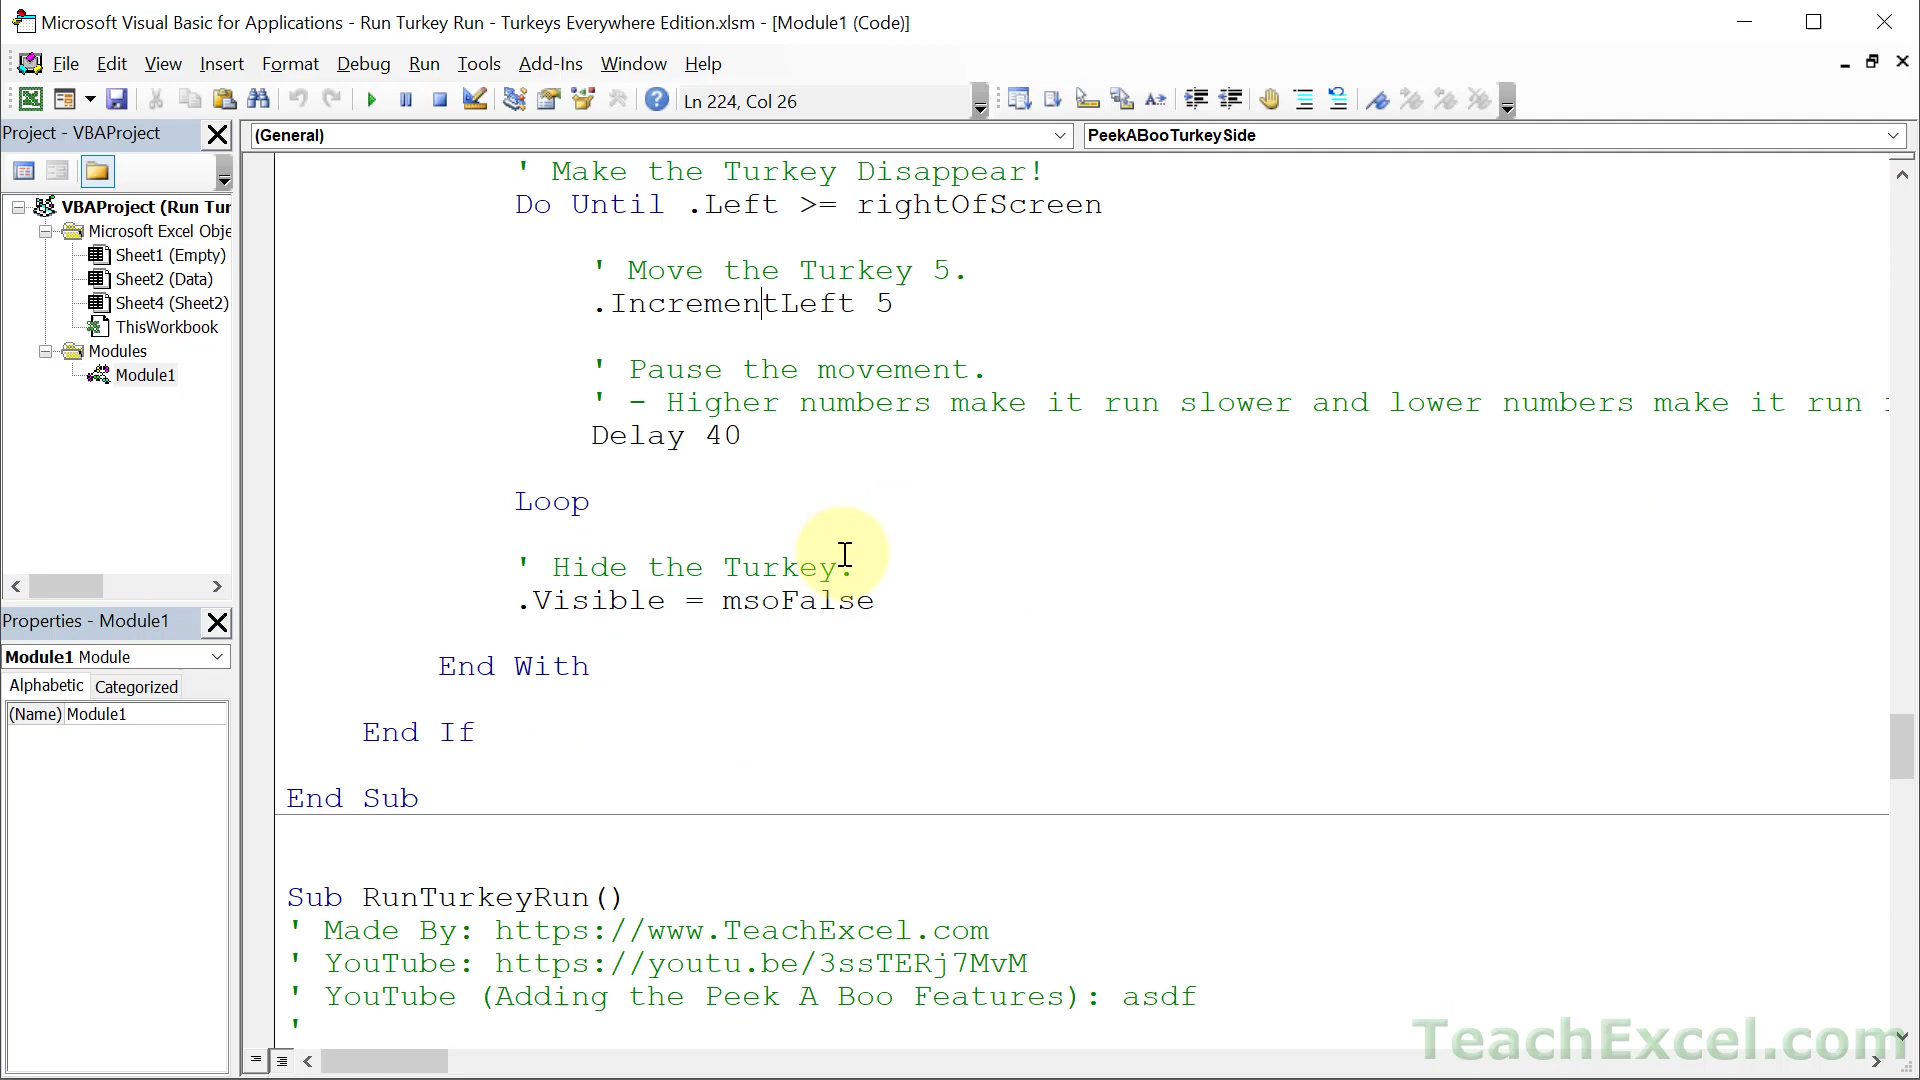 Microsoft Visual Basic for Applications - Run Turkey Run - Turkeys Everywhere Edition.xlsm - [Module1 (Code)]
File Edit View Insert Format Debug Run Tools Add-Ins Window Help
Ln 224, Col 26
Project - VBAProject
(General)
PeekABooTurkeySide
VBAProject (Run Tur
Microsoft Excel Obje
Sheet1 (Empty)
Sheet2 (Data)
Sheet4 (Sheet2)
ThisWorkbook
Modules
Module1
Properties - Module1
Module1 Module
Alphabetic Categorized
(Name) Module1
' Make the Turkey Disappear!
Do Until .Left >= rightOfScreen
' Move the Turkey 5.
.IncrementLeft 5
' Pause the movement.
' - Higher numbers make it run slower and lower numbers make it run
Delay 40
Loop
' Hide the Turkey.
.Visible = msoFalse
End With
End If
End Sub
Sub RunTurkeyRun()
' Made By: https://www.TeachExcel.com
' YouTube: https://youtu.be/3ssTERj7MvM
' YouTube (Adding the Peek A Boo Features): asdf
'
TeachExcel.com